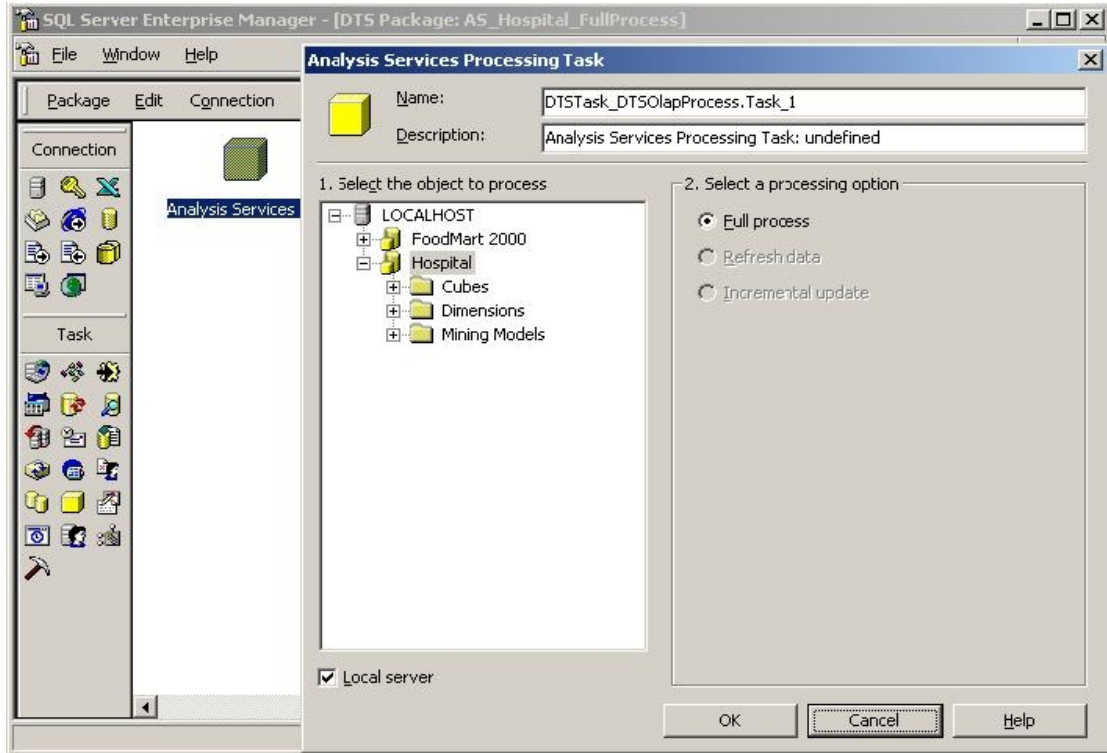 SQL Server Enterprise Manager - [DTS Package: AS_Hospital_FullProcess]
File Window Help
Package Edit Connection
Connection
Analysis Services
Task
Analysis Services Processing Task
Name: DTSTask_DTSOlapProcess.Task_1
Description: Analysis Services Processing Task: undefined
1. Select the object to process
LOCALHOST
FoodMart 2000
Hospital
Cubes
Dimensions
Mining Models
Local server
2. Select a processing option
Full process
Refresh data
Incremental update
OK Cancel Help